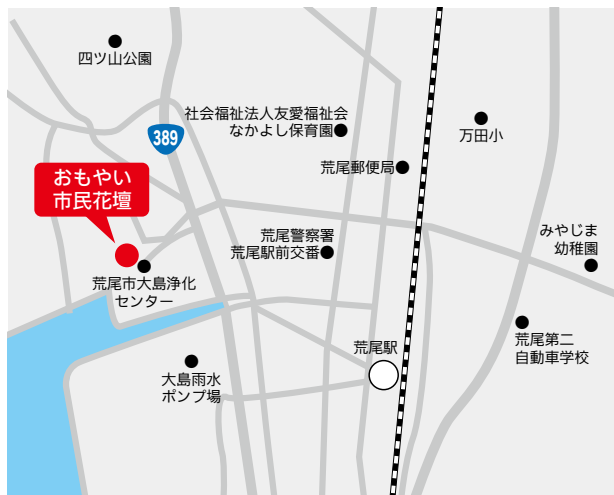 四ツ山公園
社会福祉法人友愛福祉会
なかよし保育園
万田小
389
荒尾郵便局
おもやい
市民花壇
荒尾警察署
荒尾駅前交番
みやじま
幼稚園
荒尾市大島浄化
センター
荒尾第二
自動車学校
荒尾駅
大島雨水
ポンプ場